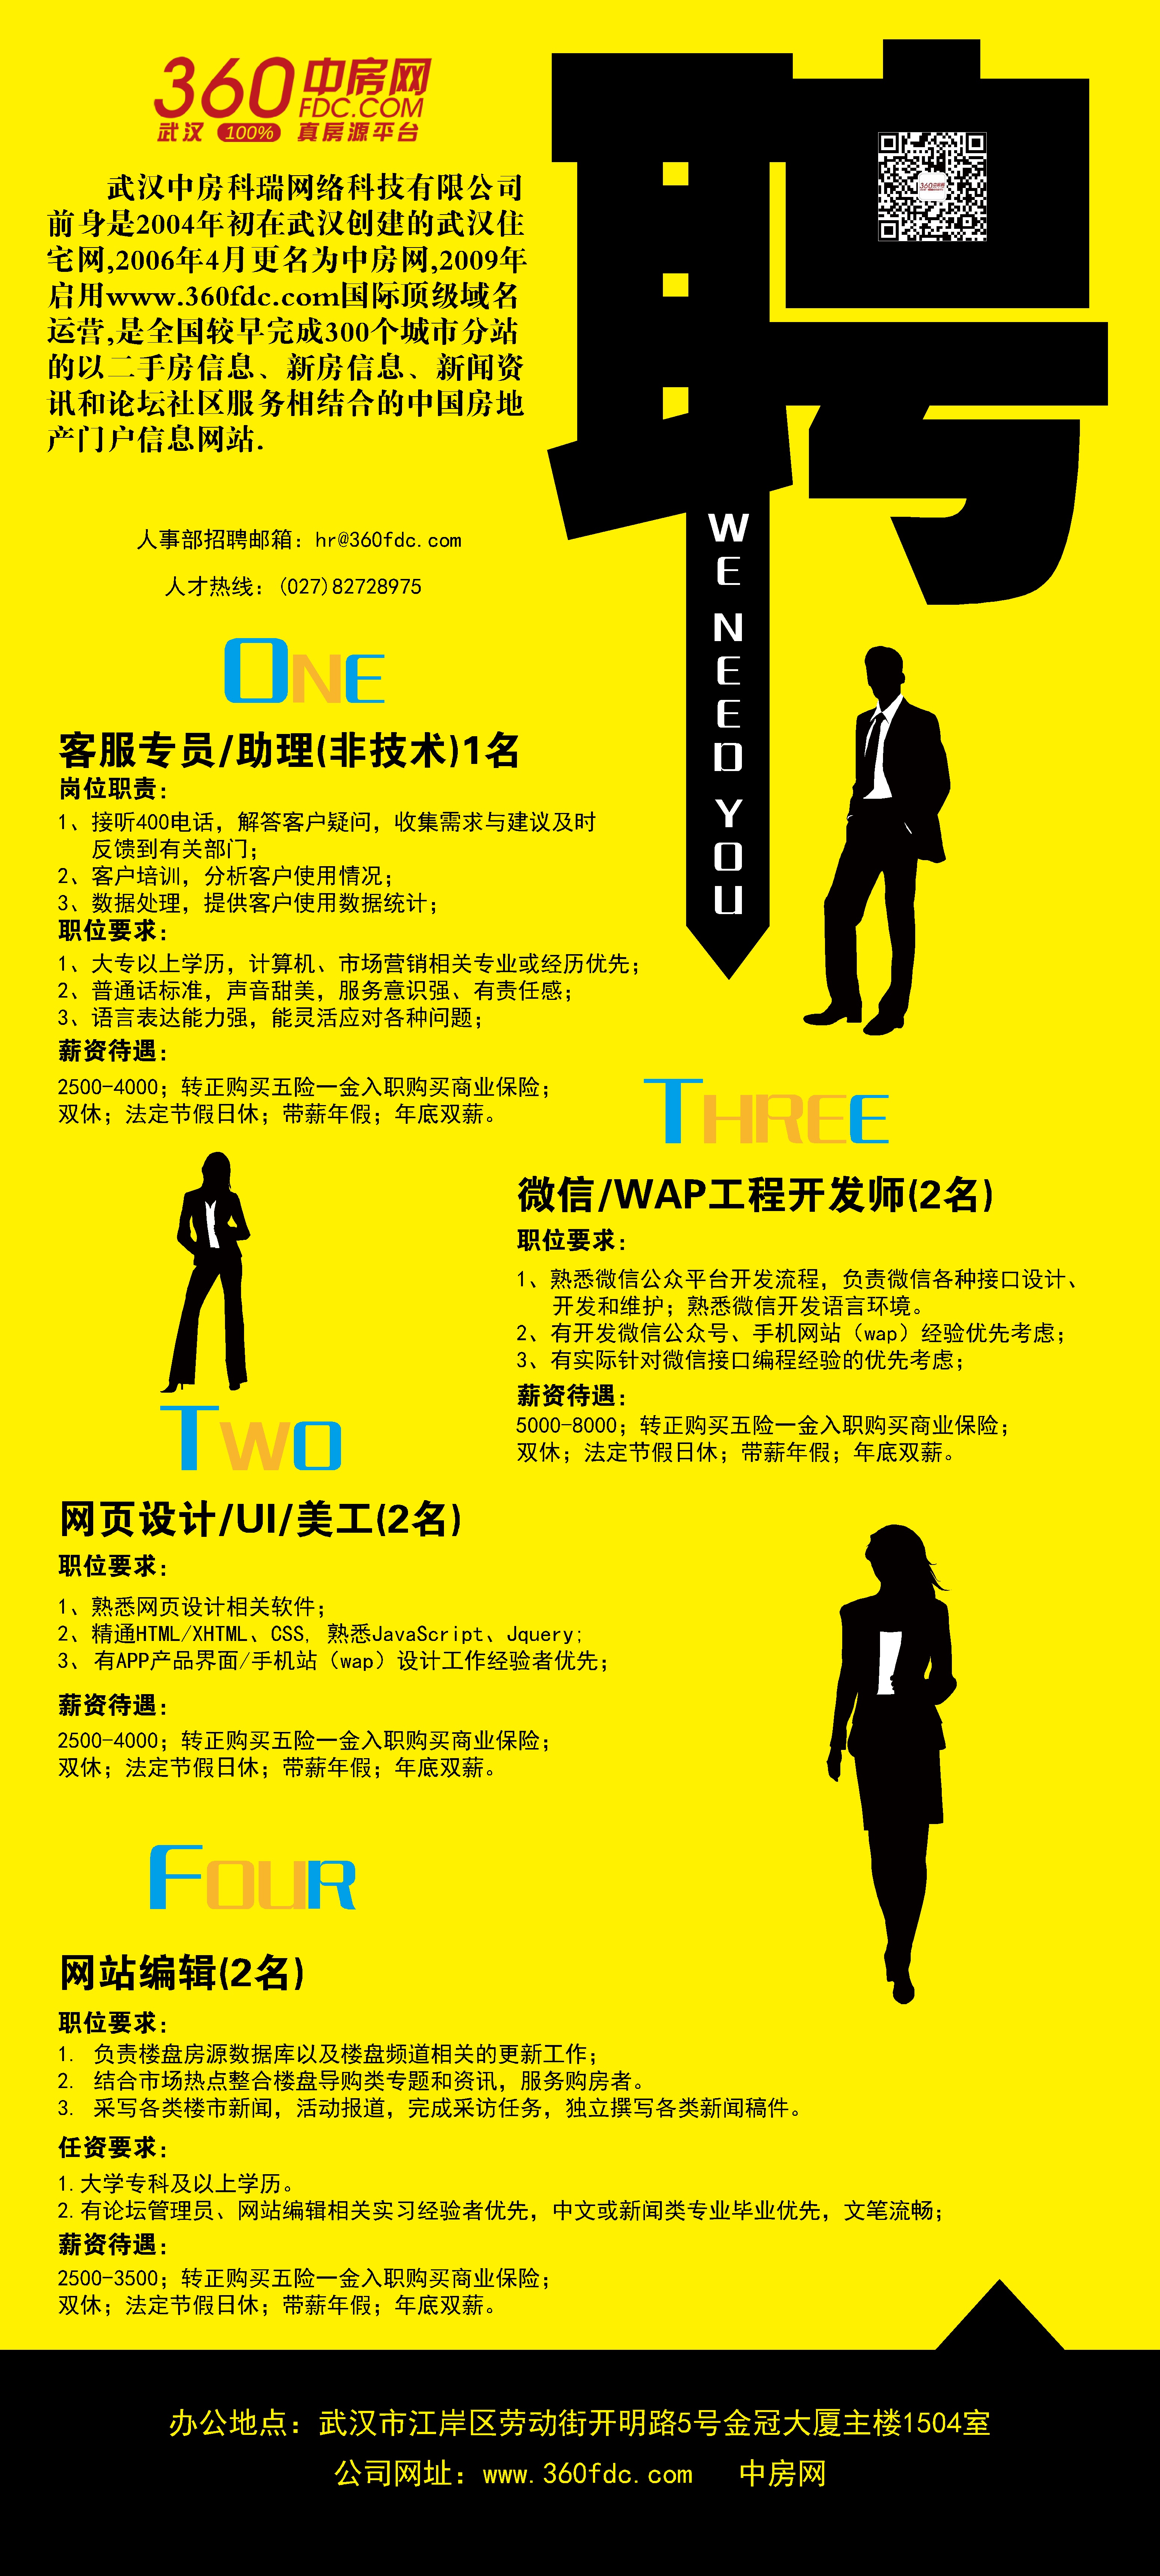 360中房网
FDC.COM
武汉 100% 真房源平台
聘
360中房网
武汉中房科瑞网络科技有限公司
前身是2004年初在武汉创建的武汉住
宅网,2006年4月更名为中房网,2009年
启用www.360fdc.com国际顶级域名
运营,是全国较早完成300个城市分站
的以二手房信息、新房信息、新闻资
讯和论坛社区服务相结合的中国房地
产门户信息网站.
人事部招聘邮箱：hr@360fdc.com
人才热线：(027)82728975
WE NEED YOU
ONE
客服专员/助理(非技术)1名
岗位职责：
1、接听400电话，解答客户疑问，收集需求与建议及时
反馈到有关部门；
2、客户培训，分析客户使用情况；
3、数据处理，提供客户使用数据统计；
职位要求：
1、大专以上学历，计算机、市场营销相关专业或经历优先；
2、普通话标准，声音甜美，服务意识强、有责任感；
3、语言表达能力强，能灵活应对各种问题；
薪资待遇：
2500-4000；转正购买五险一金入职购买商业保险；
双休；法定节假日休；带薪年假；年底双薪。
TWO
网页设计/UI/美工(2名)
职位要求：
1、熟悉网页设计相关软件；
2、精通HTML/XHTML、CSS, 熟悉JavaScript、Jquery;
3、有APP产品界面/手机站（wap）设计工作经验者优先；
薪资待遇：
2500-4000；转正购买五险一金入职购买商业保险；
双休；法定节假日休；带薪年假；年底双薪。
THREE
微信/WAP工程开发师(2名)
职位要求：
1、熟悉微信公众平台开发流程，负责微信各种接口设计、
开发和维护；熟悉微信开发语言环境。
2、有开发微信公众号、手机网站（wap）经验优先考虑；
3、有实际针对微信接口编程经验的优先考虑；
薪资待遇：
5000-8000；转正购买五险一金入职购买商业保险；
双休；法定节假日休；带薪年假；年底双薪。
FOUR
网站编辑(2名)
职位要求：
1. 负责楼盘房源数据库以及楼盘频道相关的更新工作；
2. 结合市场热点整合楼盘导购类专题和资讯，服务购房者。
3. 采写各类楼市新闻，活动报道，完成采访任务，独立撰写各类新闻稿件。
任资要求：
1.大学专科及以上学历。
2.有论坛管理员、网站编辑相关实习经验者优先，中文或新闻类专业毕业优先，文笔流畅；
薪资待遇：
2500-3500；转正购买五险一金入职购买商业保险；
双休；法定节假日休；带薪年假；年底双薪。
办公地点：武汉市江岸区劳动街开明路5号金冠大厦主楼1504室
公司网址：www.360fdc.com 中房网